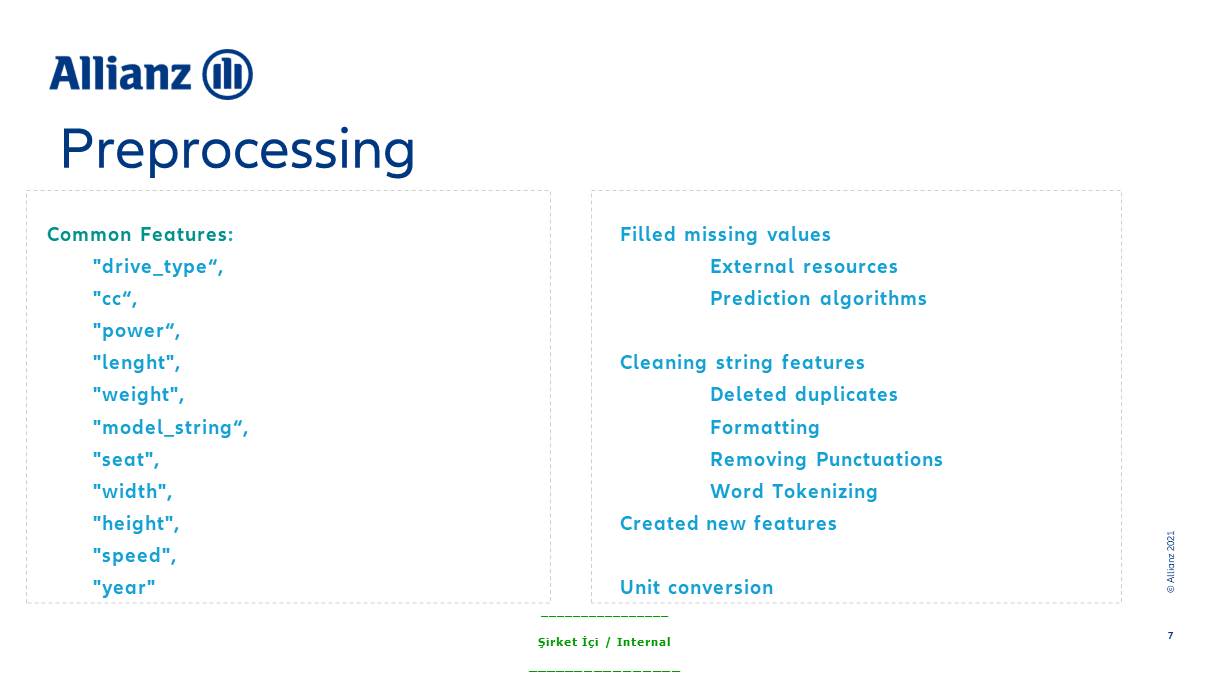 Allianz
Preprocessing
Common Features:
"drive_type“,
"cc“,
"power“,
"lenght",
"weight",
"model_string“,
"seat",
"width",
"height",
"speed",
"year"
Filled missing values
External resources
Prediction algorithms
Cleaning string features
Deleted duplicates
Formatting
Removing Punctuations
Word Tokenizing
Created new features
Unit conversion
© Allianz 2021
7
Şirket İçi / Internal